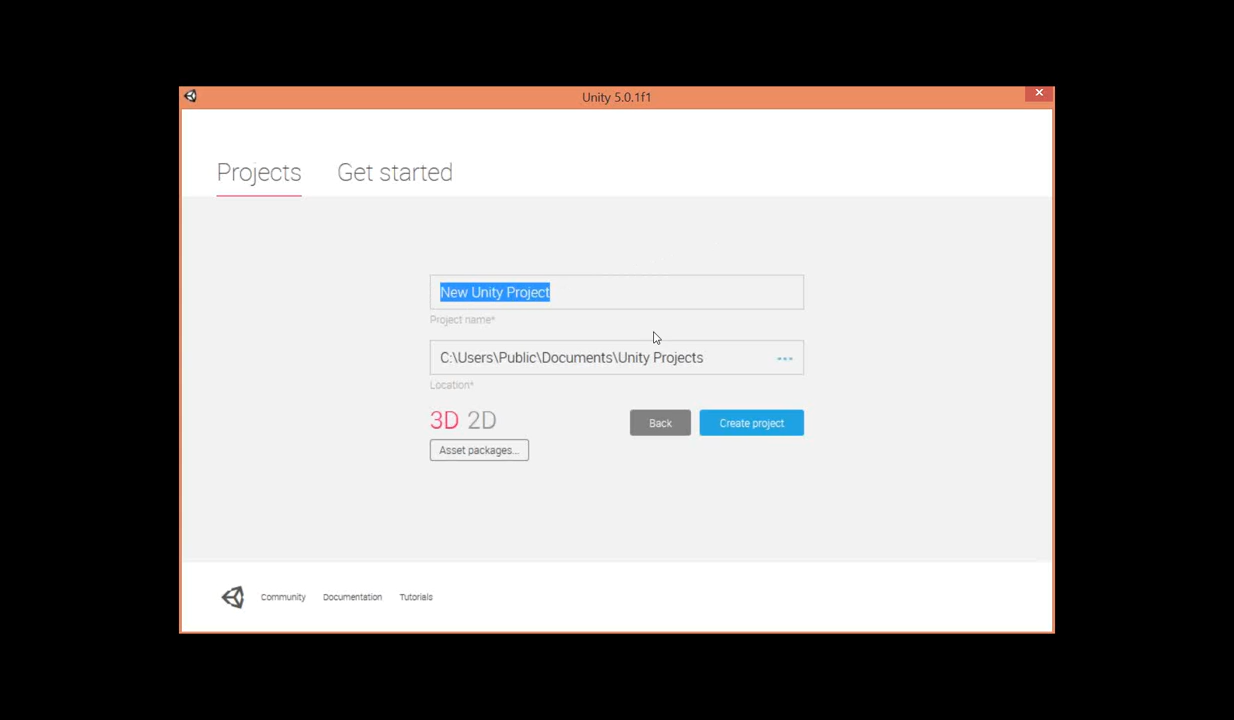 Unity 5.0.1f1
Projects Get started
New Unity Project
Project name*
C:\Users\Public\Documents\Unity Projects
Location*
3D 2D Back Create project
Asset packages...
Community Documentation Tutorials